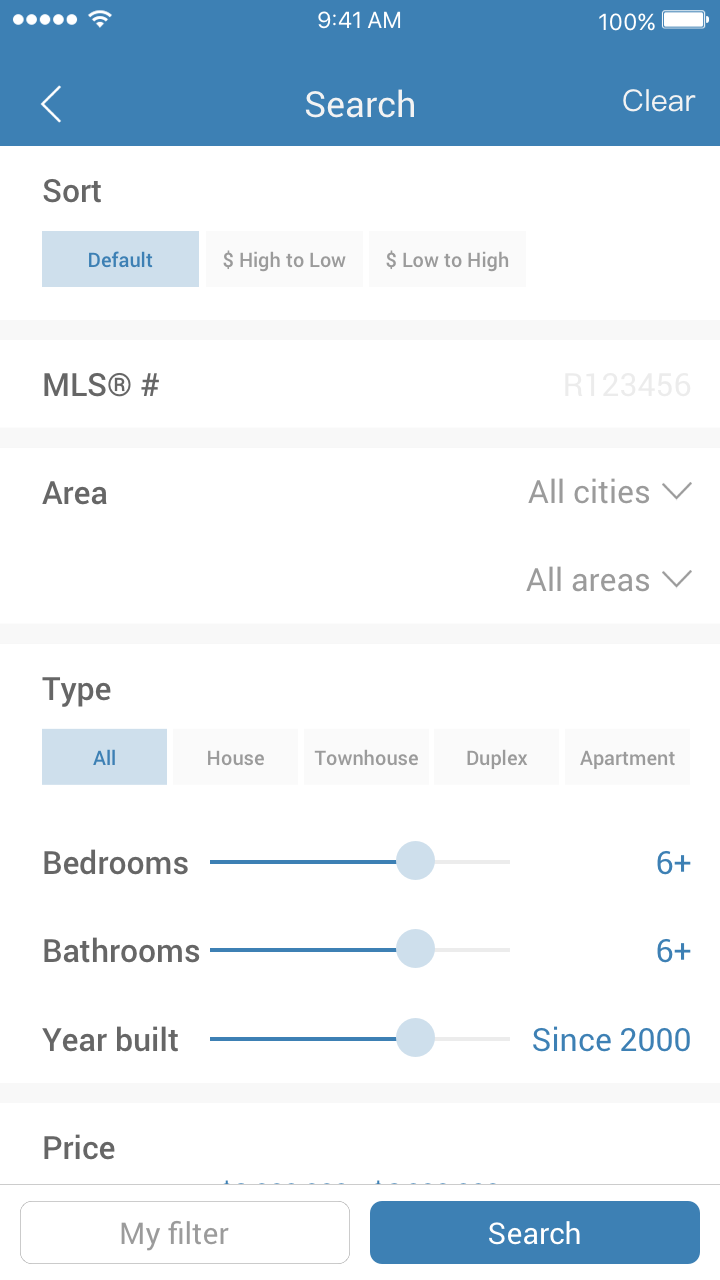 9:41 AM 100%
Search Clear
Sort
Default $ High to Low $ Low to High
MLS® # R123456
Area All cities
All areas
Type
All House Townhouse Duplex Apartment
Bedrooms 6+
Bathrooms 6+
Year built Since 2000
Price
My filter Search